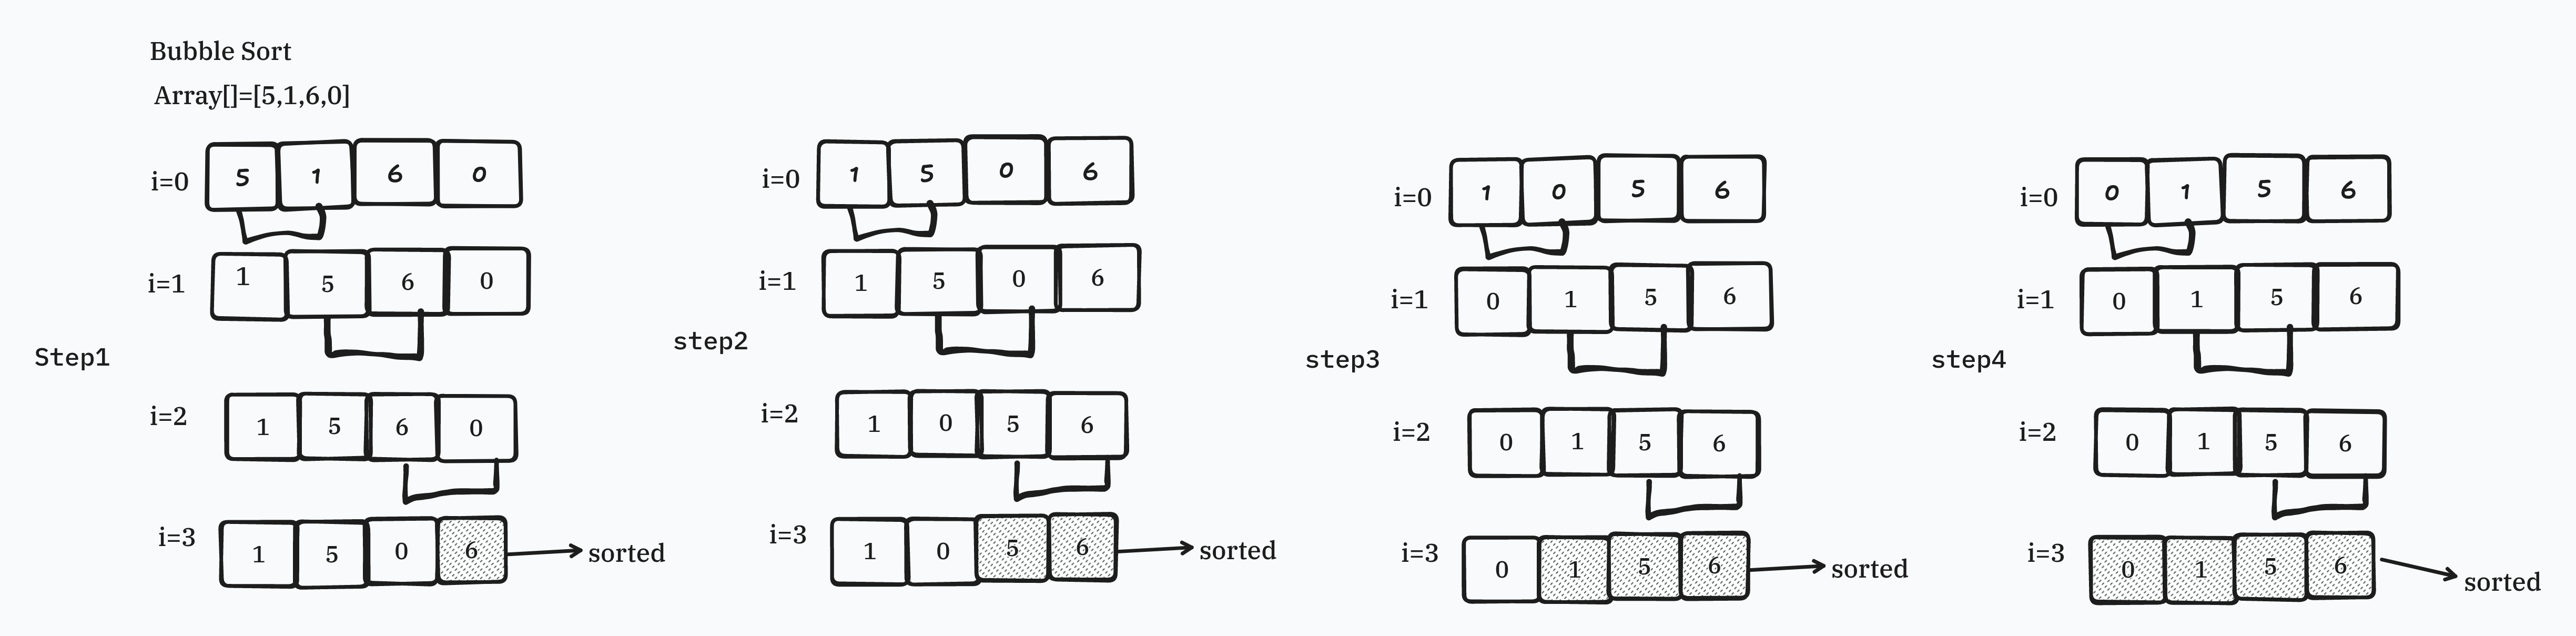 Bubble Sort
Array[]=[5,1,6,0]
Step1
i=0 5 1 6 0
i=1 1 5 6 0
i=2 1 5 6 0
i=3 1 5 0 6 sorted
step2
i=0 1 5 0 6
i=1 1 5 0 6
i=2 1 0 5 6
i=3 1 0 5 6 sorted
step3
i=0 1 0 5 6
i=1 0 1 5 6
i=2 0 1 5 6
i=3 0 1 5 6 sorted
step4
i=0 0 1 5 6
i=1 0 1 5 6
i=2 0 1 5 6
i=3 0 1 5 6 sorted